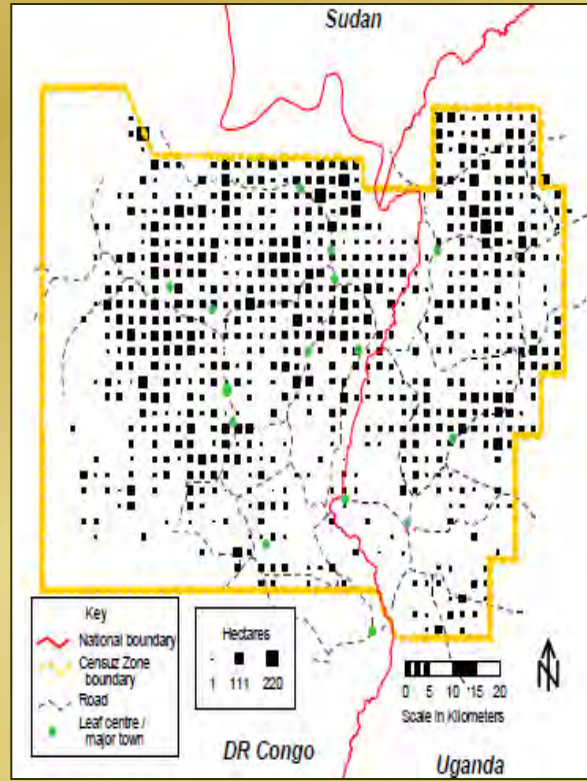 Sudan
Key
National boundary
Censuz Zone
boundary
Road
Leaf centre /
major town
Hectares
1 111 220
0 5 10 15 20
Scale in Kilometers
N
DR Congo
Uganda